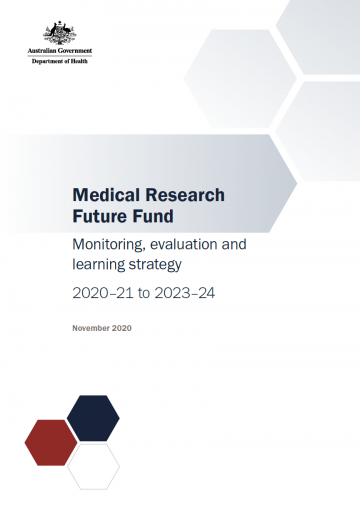 Australian Government
Department of Health
Medical Research
Future Fund
Monitoring, evaluation and
learning strategy
2020–21 to 2023–24
November 2020